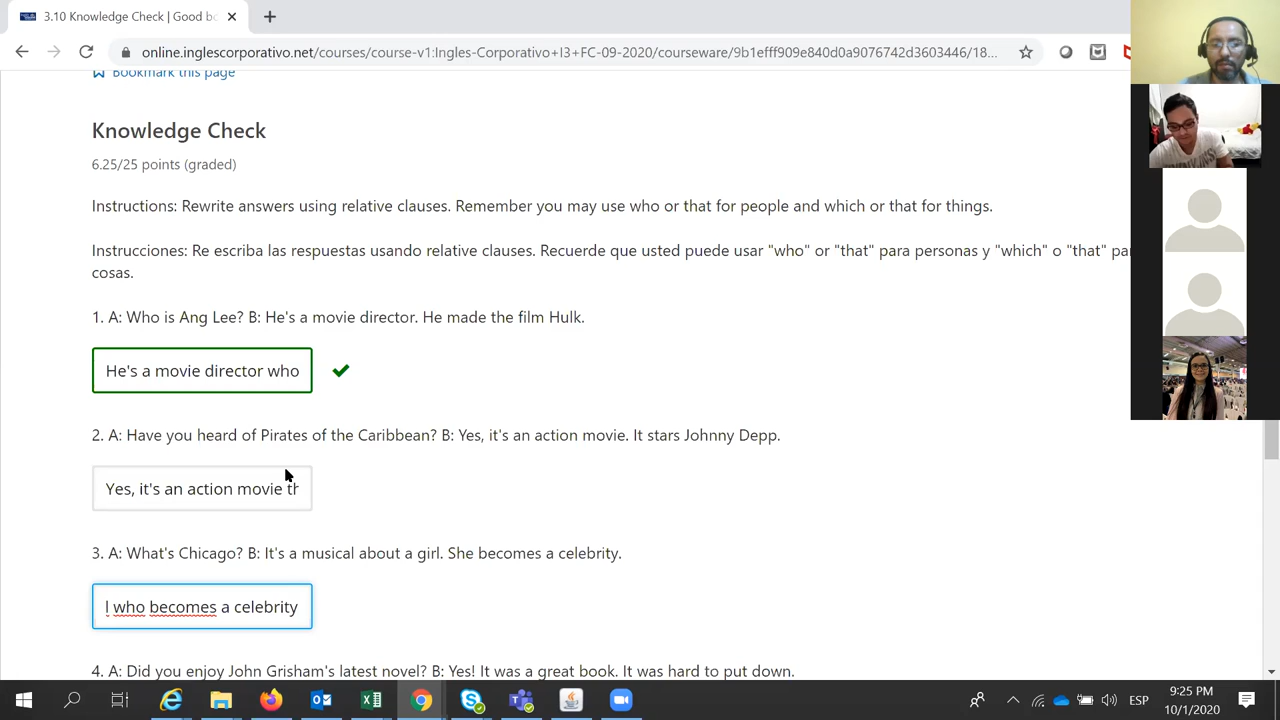 3.10 Knowledge Check | Good b
online.inglescorporativo.net/courses/course-v1:Ingles-Corporativo+I3+FC-09-2020/courseware/9b1efff909e840d0a9076742d3603446/18...
Bookmark this page
Knowledge Check
6.25/25 points (graded)
Instructions: Rewrite answers using relative clauses. Remember you may use who or that for people and which or that for things.
Instrucciones: Re escriba las respuestas usando relative clauses. Recuerde que usted puede usar "who" or "that" para personas y "which" o "that" par
cosas.
1. A: Who is Ang Lee? B: He's a movie director. He made the film Hulk.
He's a movie director who
2. A: Have you heard of Pirates of the Caribbean? B: Yes, it's an action movie. It stars Johnny Depp.
Yes, it's an action movie th
3. A: What's Chicago? B: It's a musical about a girl. She becomes a celebrity.
l who becomes a celebrity
4. A: Did you enjoy John Grisham's latest novel? B: Yes! It was a great book. It was hard to put down.
ESP
9:25 PM
10/1/2020